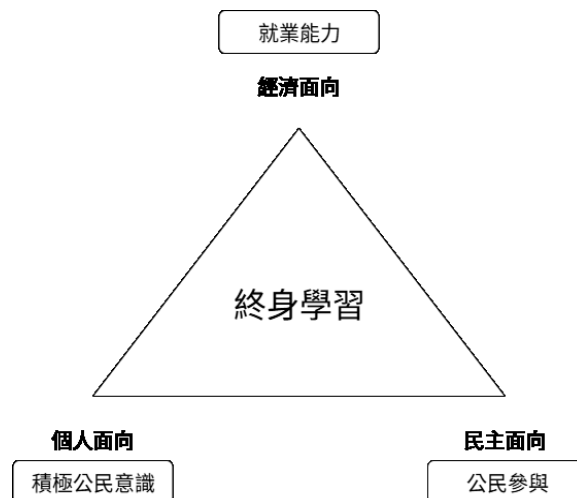 就業能力
經濟面向
終身學習
個人面向
民主面向
積極公民意識
公民參與